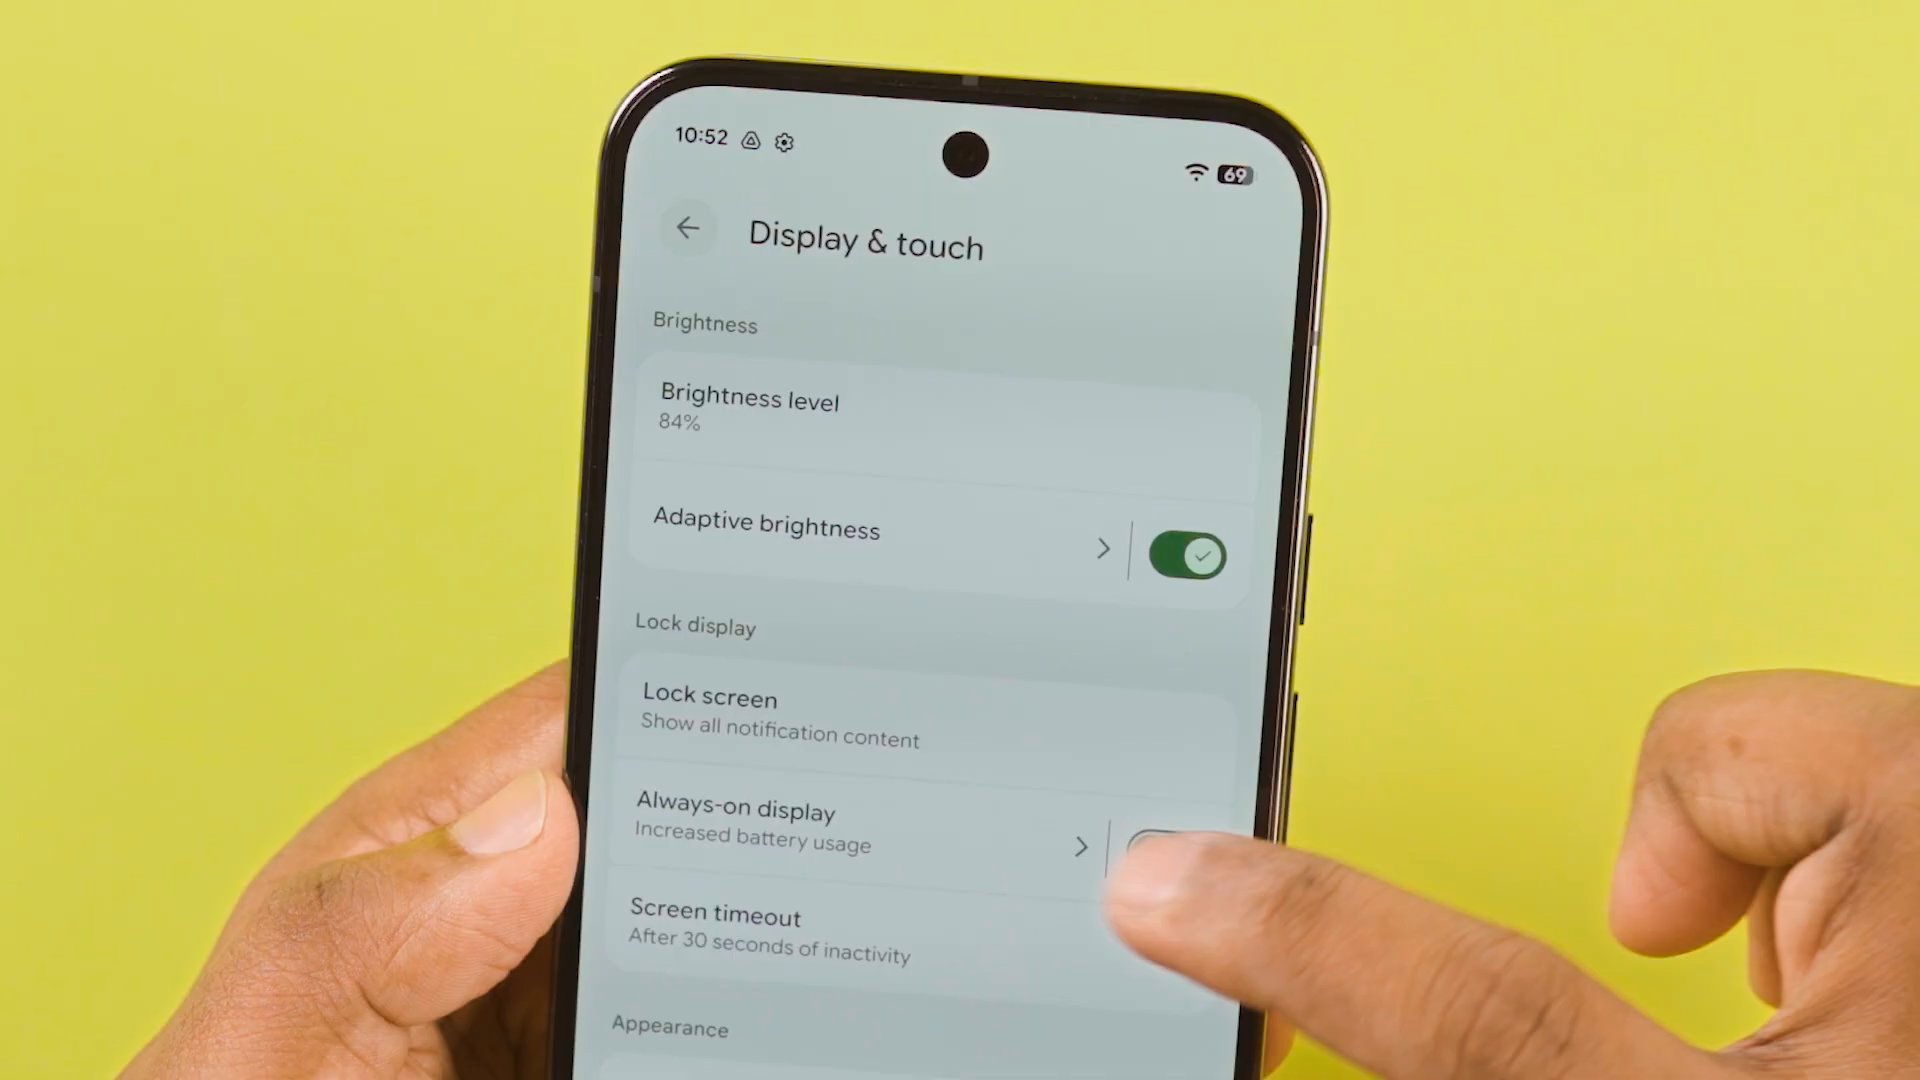 10:52
69
Display & touch
Brightness
Brightness level
84%
Adaptive brightness
Lock display
Lock screen
Show all notification content
Always-on display
Increased battery usage
Screen timeout
After 30 seconds of inactivity
Appearance